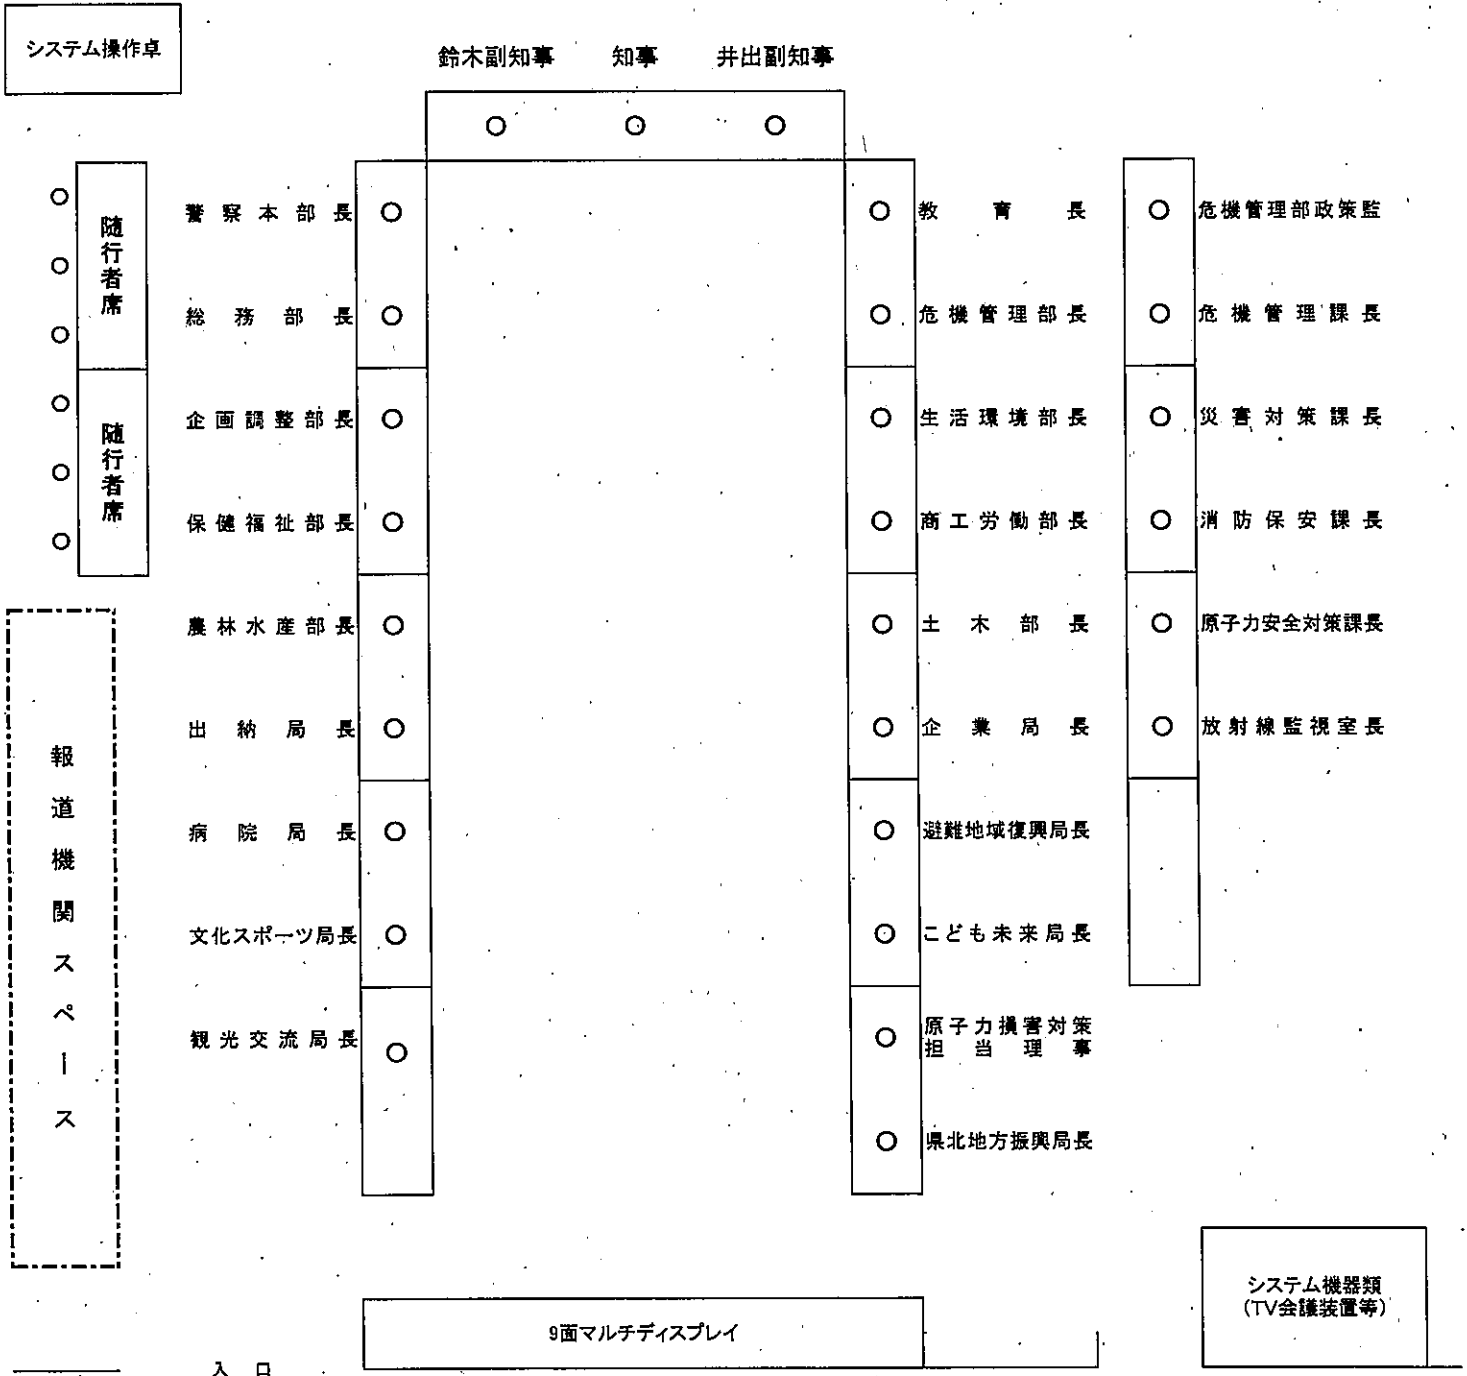 システム操作卓
鈴木副知事 知事 井出副知事
随行者席
随行者席
報道機関スペース
警察本部長
総務部長
企画調整部長
保健福祉部長
農林水産部長
出納局長
病院局長
文化スポーツ局長
観光交流局長
教育長
危機管理部長
生活環境部長
商工労働部長
土木部長
企業局長
避難地域復興局長
こども未来局長
原子力損害対策
担当理事
県北地方振興局長
危機管理部政策監
危機管理課長
災害対策課長
消防保安課長
原子力安全対策課長
放射線監視室長
システム機器類
(TV会議装置等)
9面マルチディスプレイ
入口